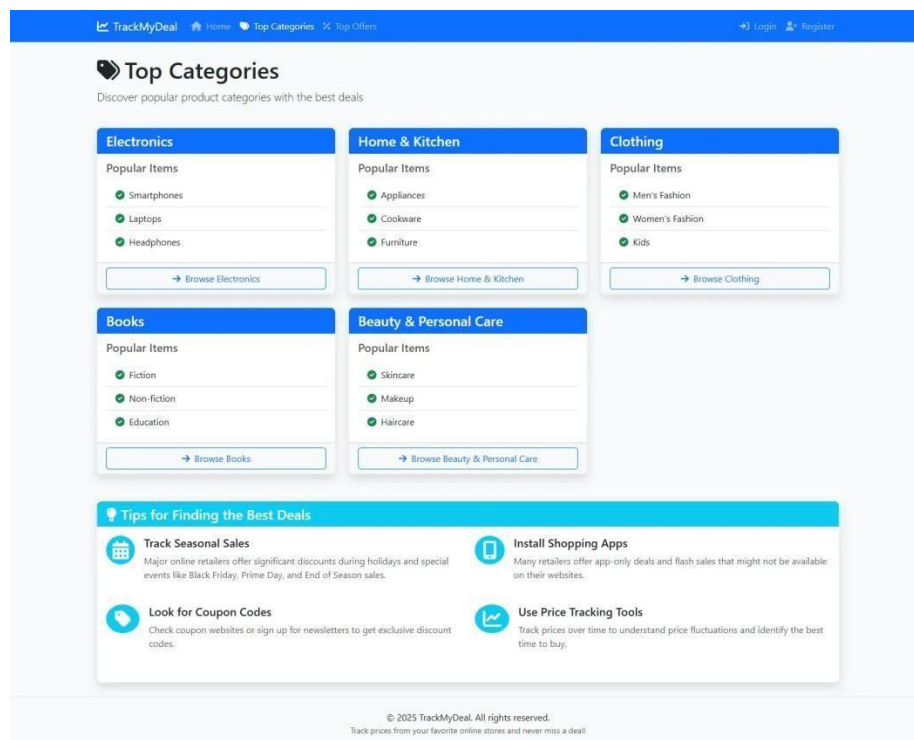 TrackMyDeal Home Top Categories Top Offers Login Register
Top Categories
Discover popular product categories with the best deals
Electronics
Popular Items
Smartphones
Laptops
Headphones
Browse Electronics
Home & Kitchen
Popular Items
Appliances
Cookware
Furniture
Browse Home & Kitchen
Clothing
Popular Items
Men's Fashion
Women's Fashion
Kids
Browse Clothing
Books
Popular Items
Fiction
Non-fiction
Education
Browse Books
Beauty & Personal Care
Popular Items
Skincare
Makeup
Haircare
Browse Beauty & Personal Care
Tips for Finding the Best Deals
Track Seasonal Sales
Major online retailers offer significant discounts during holidays and special
events like Black Friday, Prime Day, and End of Season sales.
Install Shopping Apps
Many retailers offer app-only deals and flash sales that might not be available
on their websites.
Look for Coupon Codes
Check coupon websites or sign up for newsletters to get exclusive discount
codes.
Use Price Tracking Tools
Track prices over time to understand price fluctuations and identify the best
time to buy.
© 2025 TrackMyDeal. All rights reserved.
Track prices from your favorite online stores and never miss a deal!